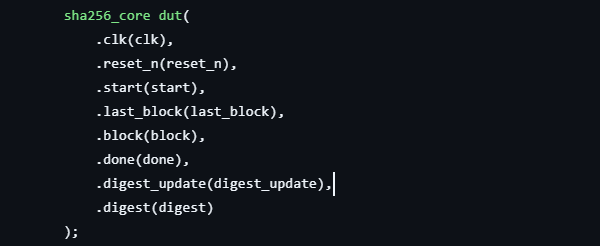 sha256_core dut(
.clk(clk),
.reset_n(reset_n),
.start(start),
.last_block(last_block),
.block(block),
.done(done),
.digest_update(digest_update),
.digest(digest)
);